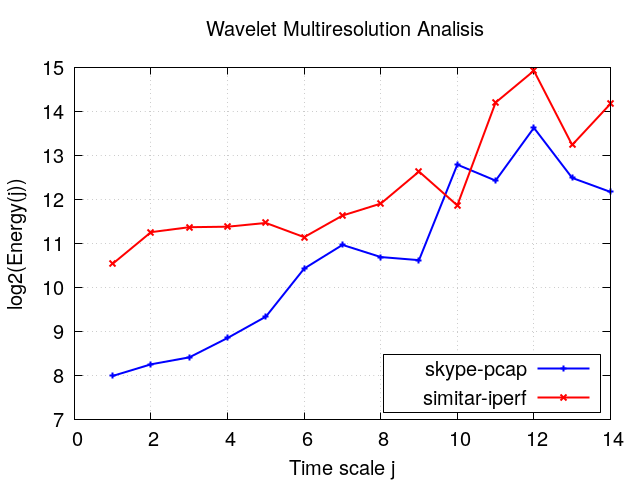 Wavelet Multiresolution Analisis
15
14
13
12
11
10
9
8
7
log2(Energy(j))
skype-pcap
similar-iperf
0 2 4 6 8 10 12 14
Time scale j